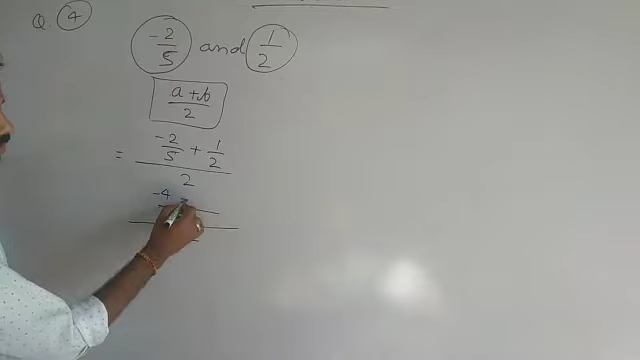 Q. 4
-2/5 and 1/2
a+b/2
= -2/5 + 1/2
2
-4